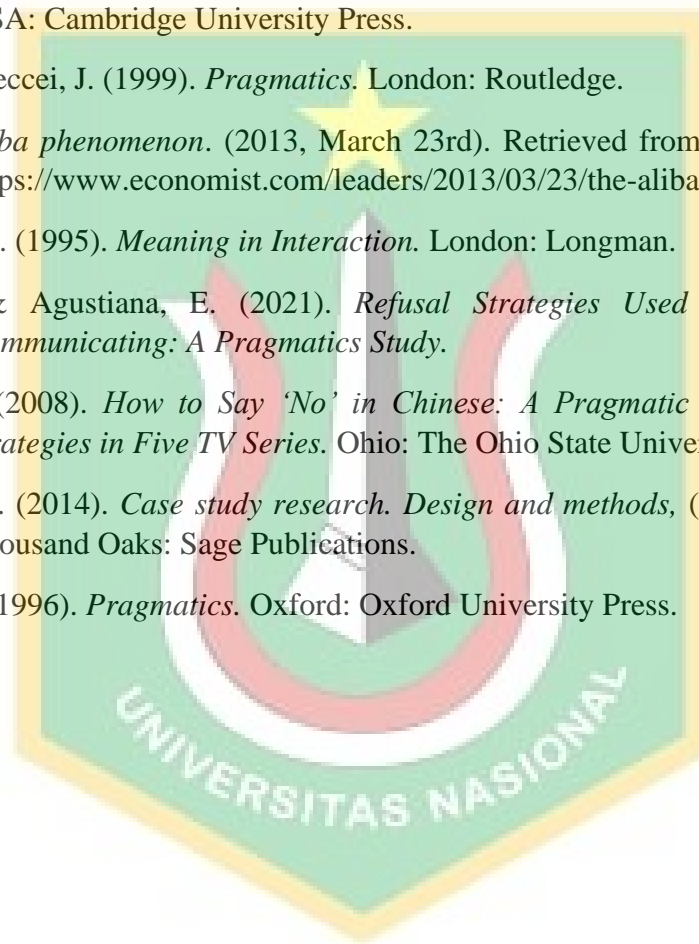 SA: Cambridge University Press.
eccei, J. (1999). Pragmatics. London: Routledge.
ba phenomenon. (2013, March 23rd). Retrieved from
ps://www.economist.com/leaders/2013/03/23/the-aliba
. (1995). Meaning in Interaction. London: Longman.
& Agustiana, E. (2021). Refusal Strategies Used
mmunicating: A Pragmatics Study.
(2008). How to Say ‘No’ in Chinese: A Pragmatic
rategies in Five TV Series. Ohio: The Ohio State Univer
. (2014). Case study research. Design and methods, (
ousand Oaks: Sage Publications.
1996). Pragmatics. Oxford: Oxford University Press.
UNIVERSITAS NASIONAL